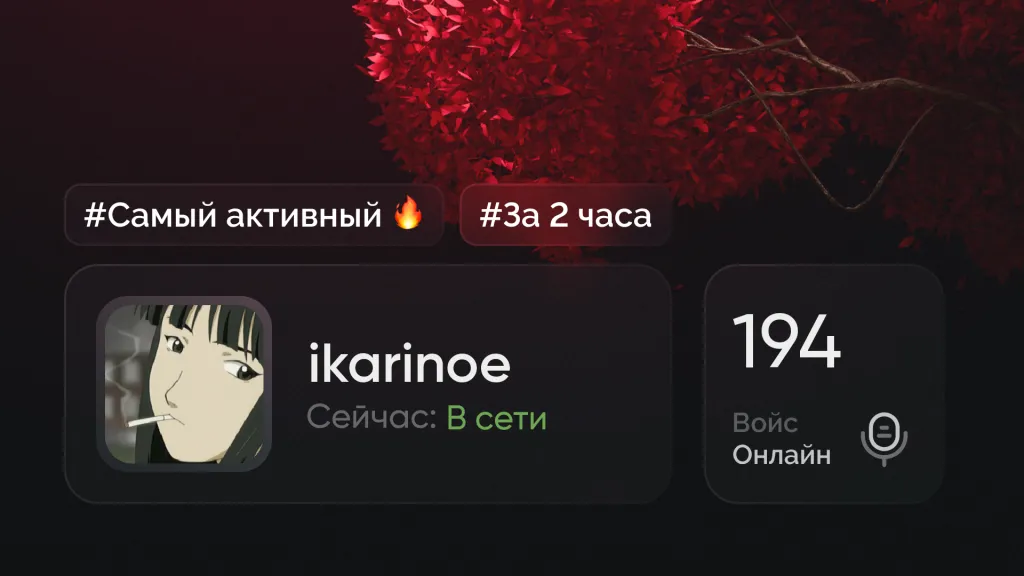 #Самый активный 🔥
#За 2 часа
ikarinoe
Сейчас: В сети
194
Войс
Онлайн